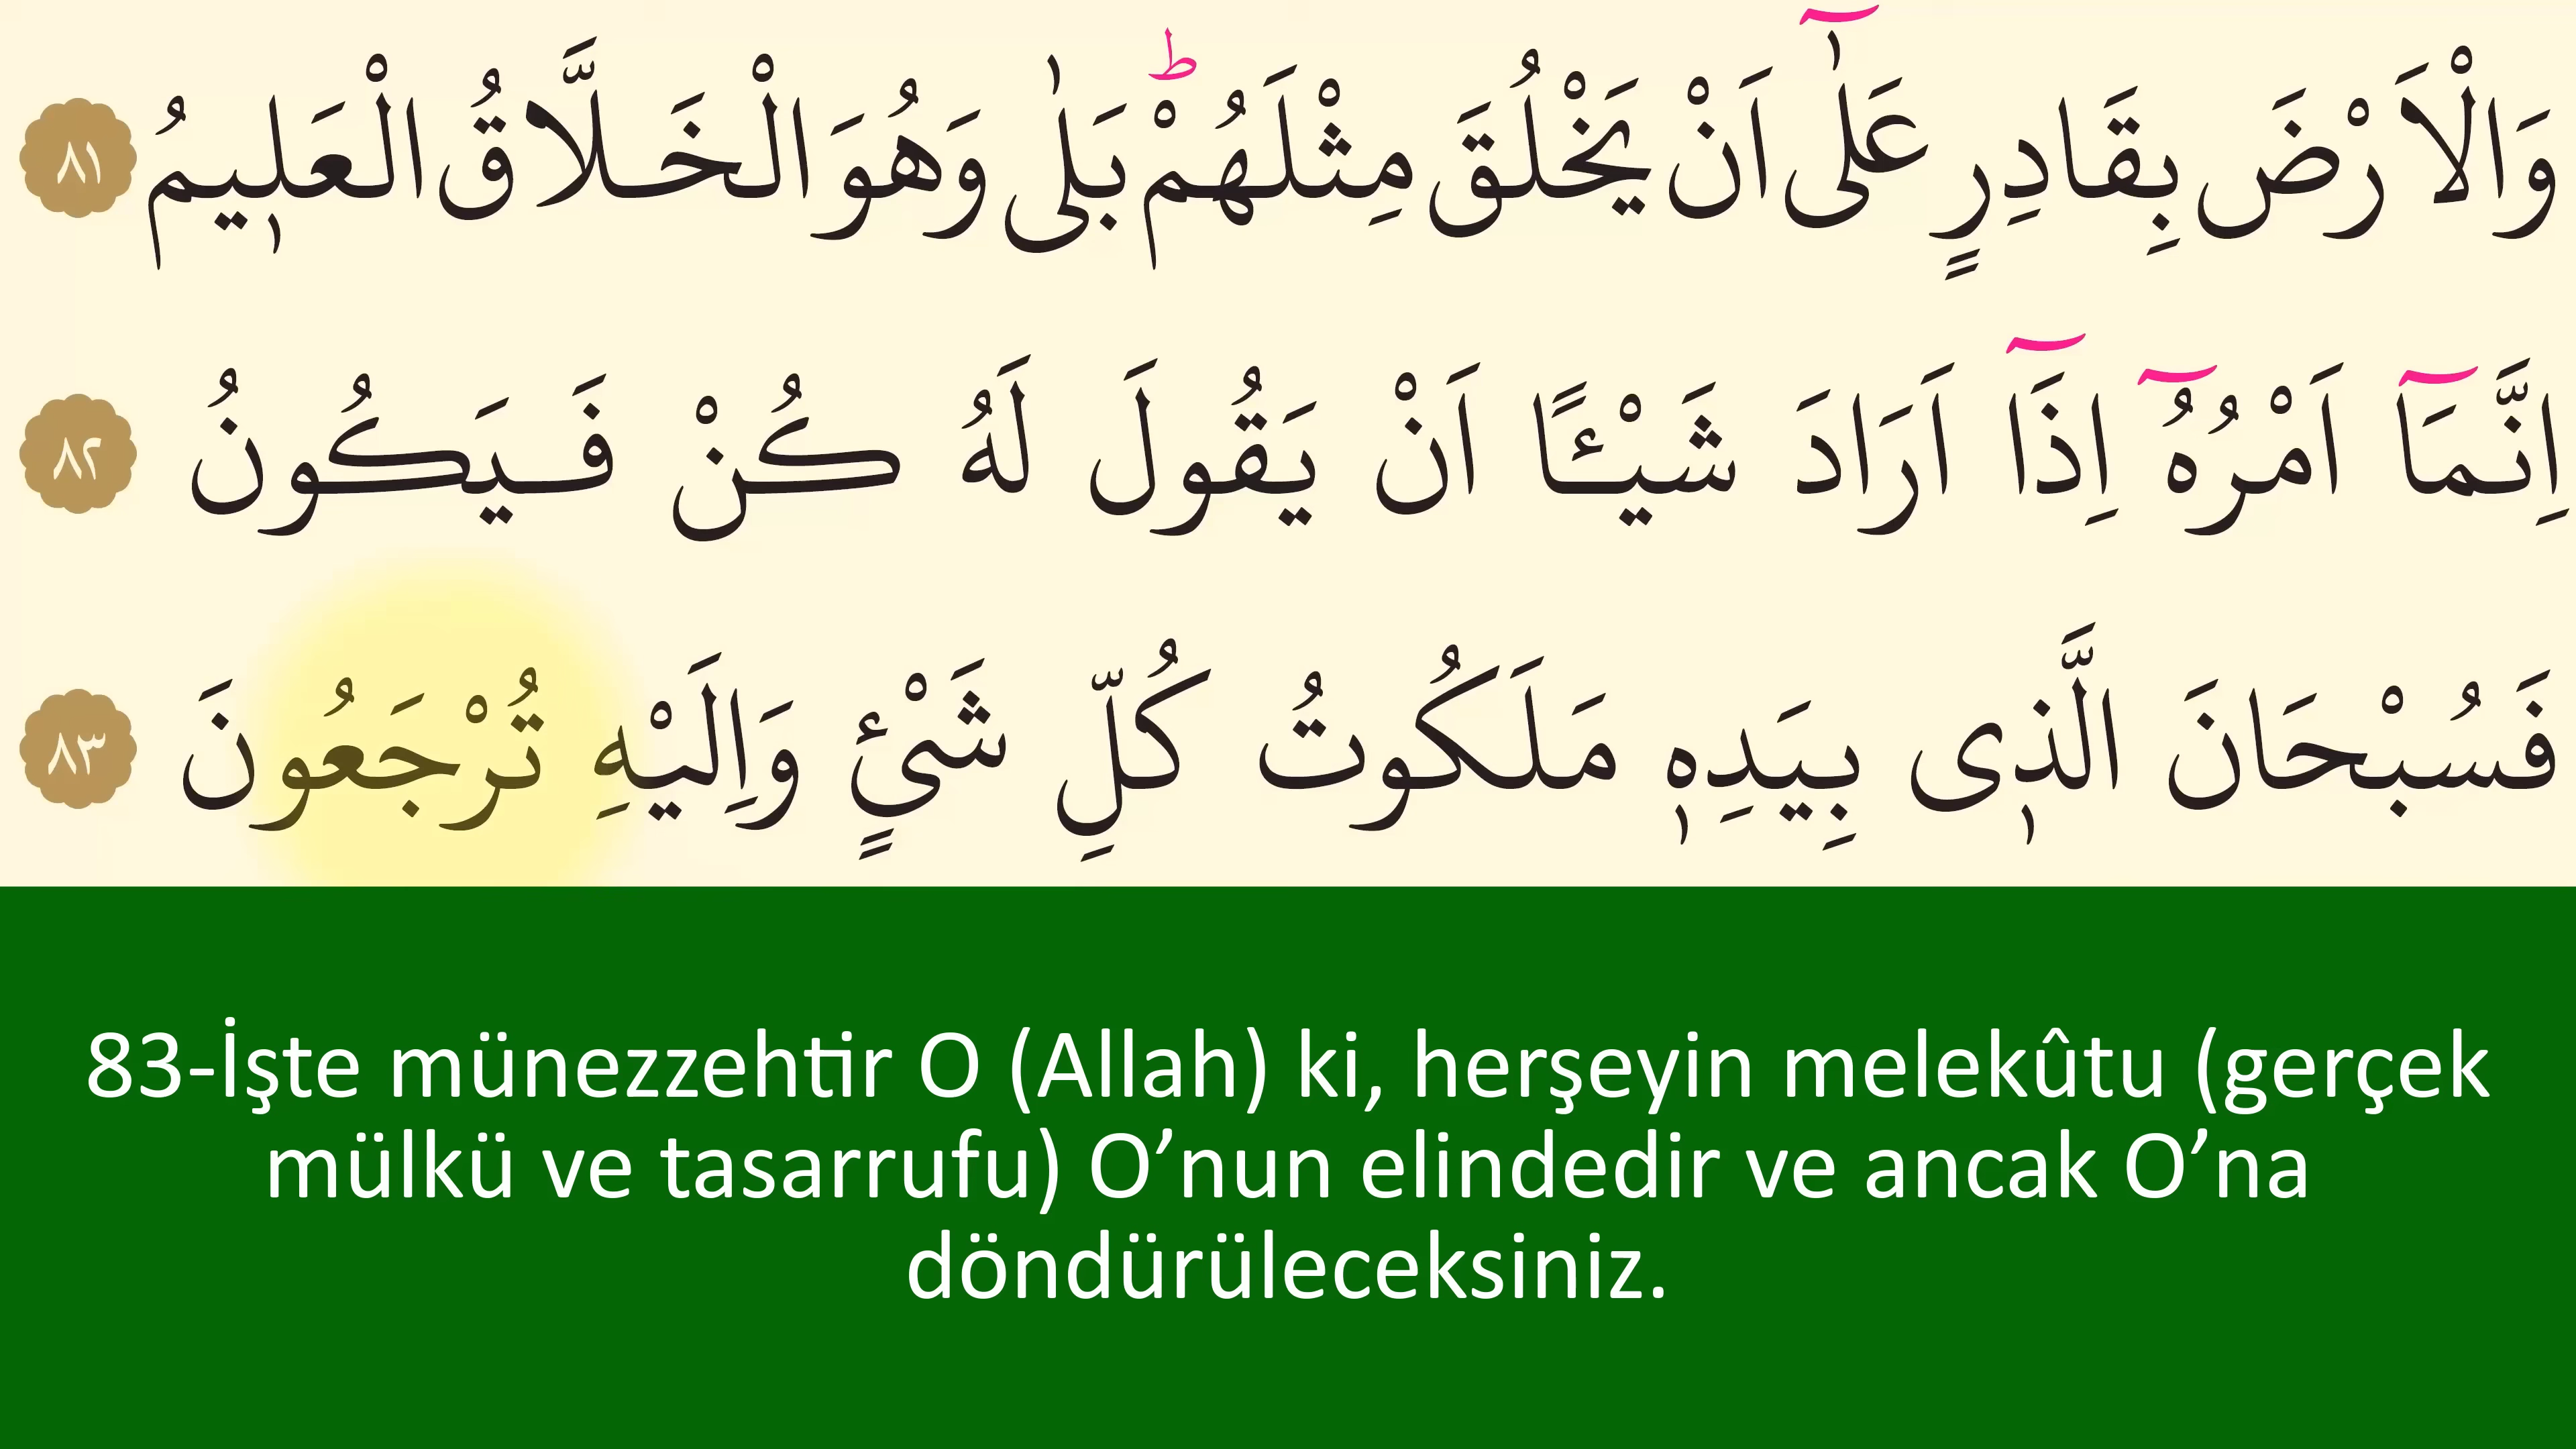 وَالْاَرْضَ بِقَادِرٍ عَلٰٓى اَنْ يَخْلُقَ مِثْلَهُمْۜ بَلٰى وَهُوَ الْخَلَّاقُ الْعَل۪يمُ ٨١
اِنَّمَٓا اَمْرُهُٓ اِذَٓا اَرَادَ شَيْـًٔا اَنْ يَقُولَ لَهُ كُنْ فَيَكُونُ ٨٢
فَسُبْحَانَ الَّذ۪ى بِيَدِه۪ مَلَكُوتُ كُلِّ شَىْءٍ وَاِلَيْهِ تُرْجَعُونَ ٨٣
83-İşte münezzehtir O (Allah) ki, herşeyin melekûtu (gerçek
mülkü ve tasarrufu) O’nun elindedir ve ancak O’na
döndürüleceksiniz.